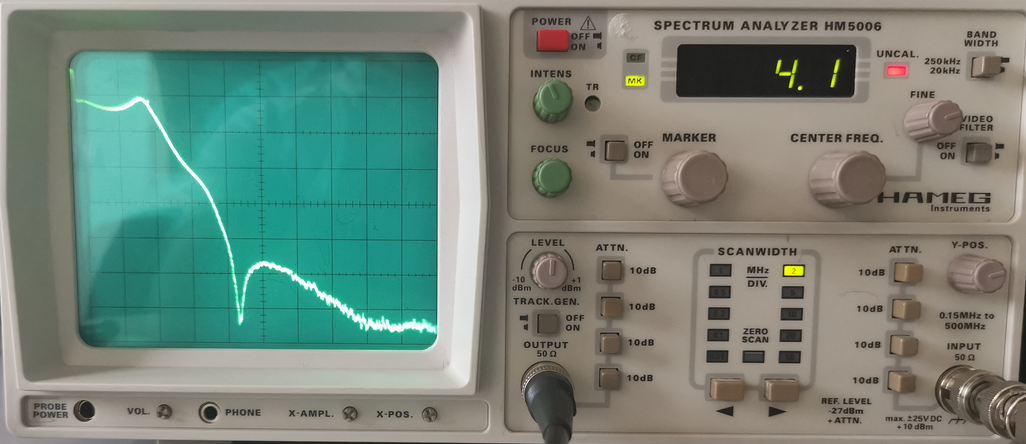 POWER
OFF
ON
SPECTRUM ANALYZER HM5006
BAND
WIDTH
CF
MK
4.1
UNCAL.
250kHz
20kHz
INTENS
TR
FINE
VIDEO
FILTER
OFF
ON
FOCUS
OFF
ON
MARKER
CENTER FREQ.
HAMEG
Instruments
LEVEL
-10
dBm
+1
dBm
ATTN.
10dB
10dB
10dB
10dB
TRACK.GEN.
OFF
ON
OUTPUT
50 Ω
SCANWIDTH
MHz
DIV.
2
ZERO
SCAN
ATTN.
10dB
10dB
10dB
10dB
Y-POS.
0.15MHz to
500MHz
INPUT
50 Ω
REF. LEVEL
-27dBm
+ATTN.
max. ±25V DC
+10 dBm
PROBE
POWER
VOL.
PHONE
X-AMPL.
X-POS.